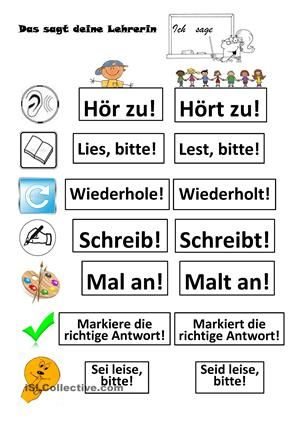 Das sagt deine Lehrerin
Ich sage
Hör zu!
Hört zu!
Lies, bitte!
Lest, bitte!
Wiederhole!
Wiederholt!
Schreib!
Schreibt!
Mal an!
Malt an!
Markiere die
richtige Antwort!
Markiert die
richtige Antwort!
Sei leise,
bitte!
Seid leise,
bitte!
iSLCollective.com